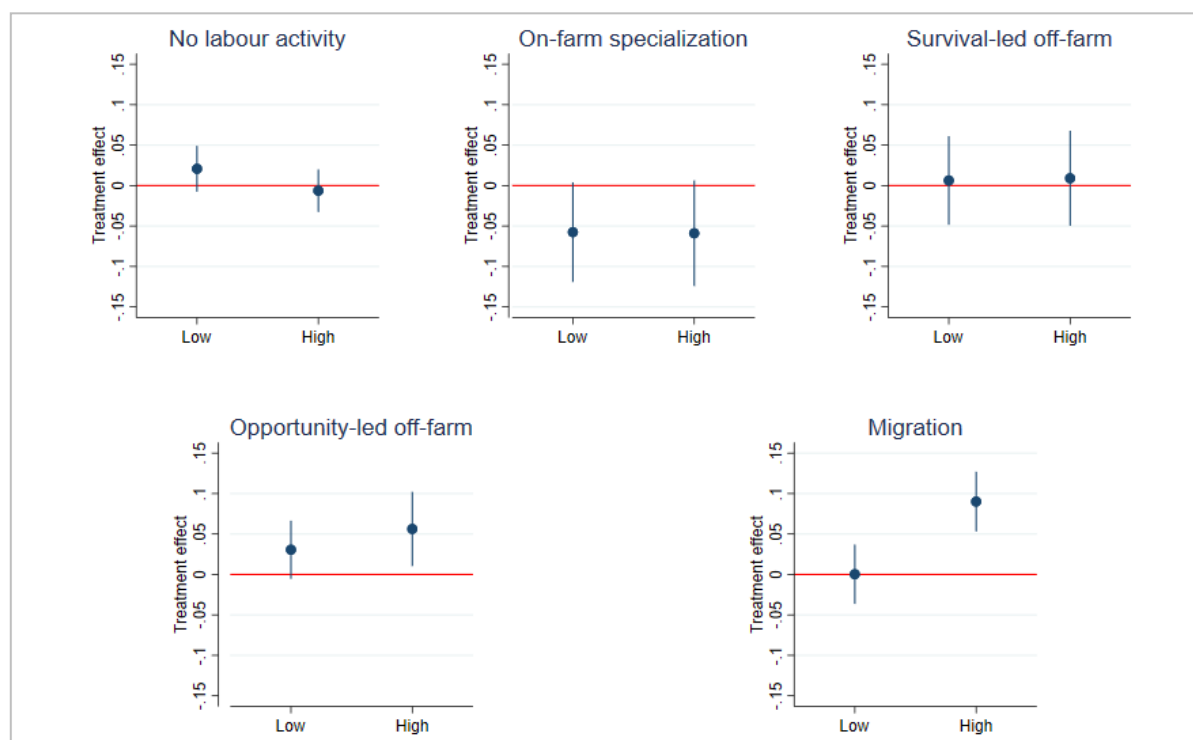 No labour activity
Treatment effect
.15
.1
.05
0
-.05
-.1
-.15
Low High
On-farm specialization
Treatment effect
.15
.1
.05
0
-.05
-.1
-.15
Low High
Survival-led off-farm
Treatment effect
.15
.1
.05
0
-.05
-.1
-.15
Low High
Opportunity-led off-farm
Treatment effect
.15
.1
.05
0
-.05
-.1
-.15
Low High
Migration
Treatment effect
.15
.1
.05
0
-.05
-.1
-.15
Low High